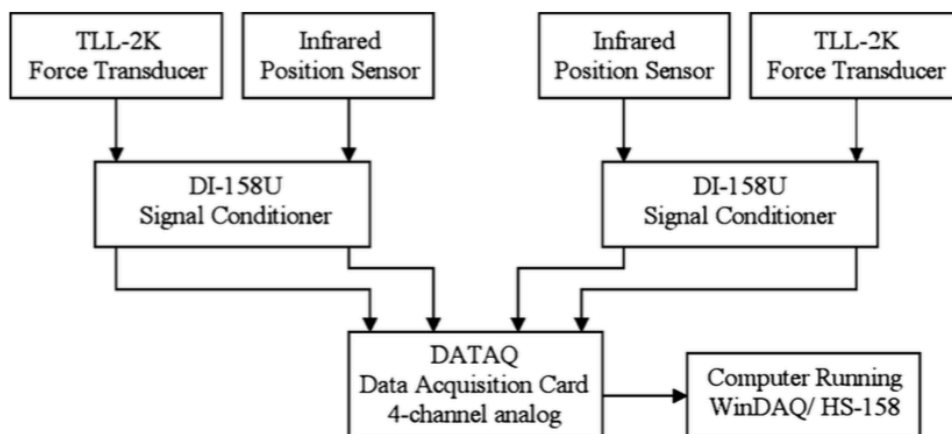 TLL-2K
Force Transducer
Infrared
Position Sensor
Infrared
Position Sensor
TLL-2K
Force Transducer
DI-158U
Signal Conditioner
DI-158U
Signal Conditioner
DATAQ
Data Acquisition Card
4-channel analog
Computer Running
WinDAQ/ HS-158